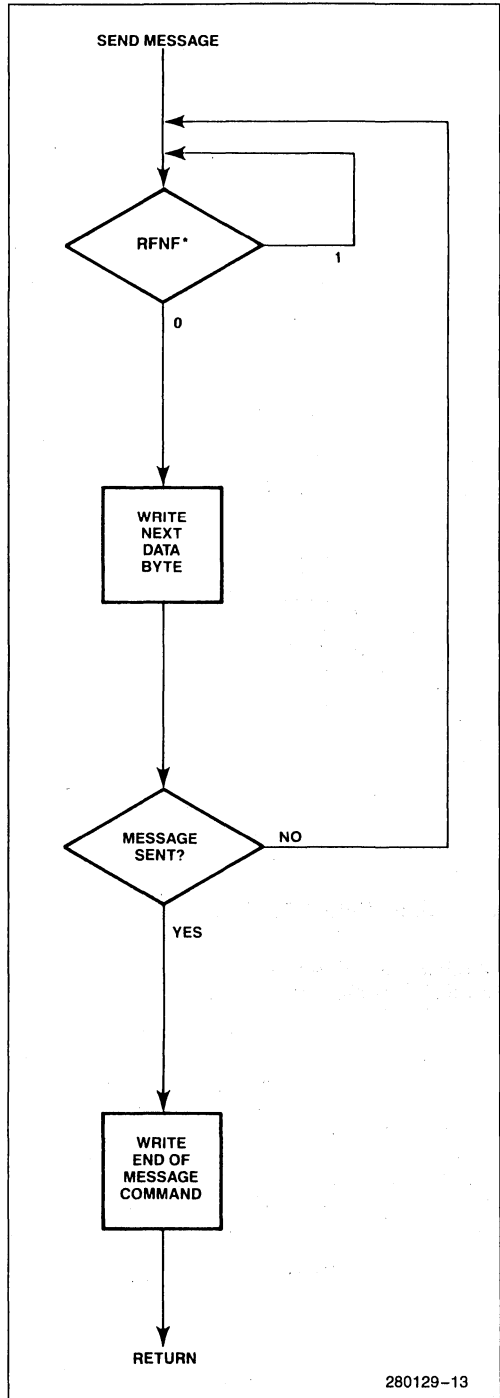 SEND MESSAGE
RFNF*
1
0
WRITE
NEXT
DATA
BYTE
MESSAGE
SENT?
NO
YES
WRITE
END OF
MESSAGE
COMMAND
RETURN
280129-13